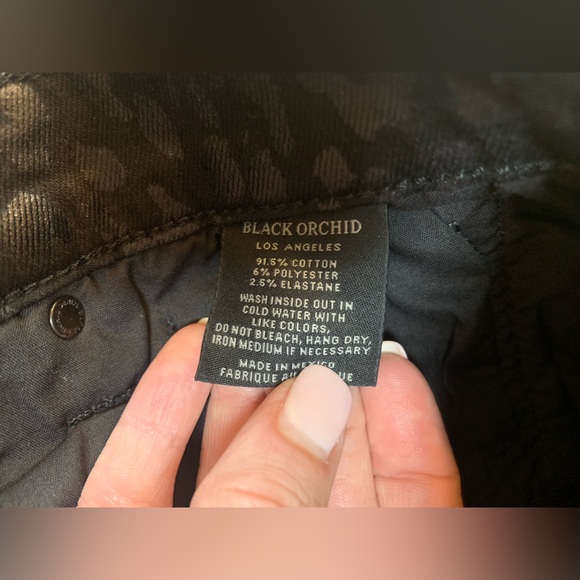 BLACK ORCHID
LOS ANGELES
91.5% COTTON
6% POLYESTER
2.5% ELASTANE
WASH INSIDE OUT IN
COLD WATER WITH
LIKE COLORS,
DO NOT BLEACH, HANG DRY,
IRON MEDIUM IF NECESSARY
MADE IN MEXICO
FABRIQUE